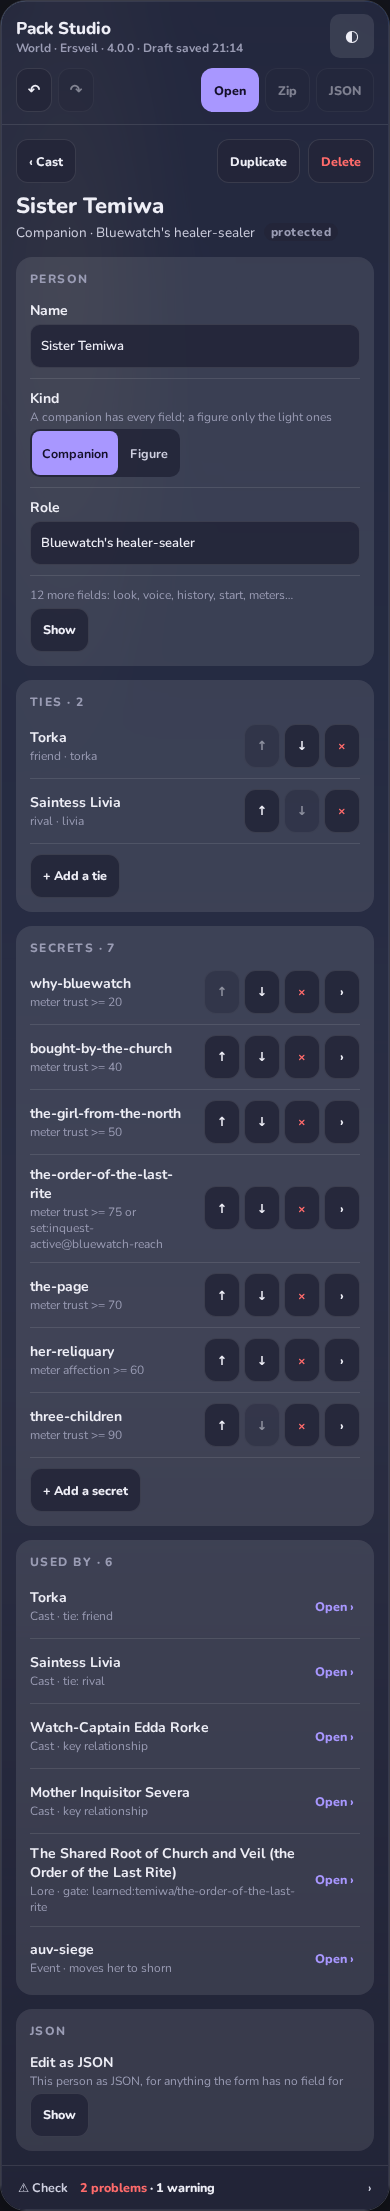 Pack Studio
World · Ersveil · 4.0.0 · Draft saved 21:14
◐
↶ ↷ Open Zip JSON
‹ Cast Duplicate Delete
Sister Temiwa
Companion · Bluewatch's healer-sealer protected
PERSON
Name
Sister Temiwa
Kind
A companion has every field; a figure only the light ones
Companion Figure
Role
Bluewatch's healer-sealer
12 more fields: look, voice, history, start, meters...
Show
TIES · 2
Torka
friend · torka
↑ ↓ ×
Saintess Livia
rival · livia
↑ ↓ ×
+ Add a tie
SECRETS · 7
why-bluewatch
meter trust >= 20
↑ ↓ × ›
bought-by-the-church
meter trust >= 40
↑ ↓ × ›
the-girl-from-the-north
meter trust >= 50
↑ ↓ × ›
the-order-of-the-last-
rite
meter trust >= 75 or
set:inquest-
active@bluewatch-reach
↑ ↓ × ›
the-page
meter trust >= 70
↑ ↓ × ›
her-reliquary
meter affection >= 60
↑ ↓ × ›
three-children
meter trust >= 90
↑ ↓ × ›
+ Add a secret
USED BY · 6
Torka
Cast · tie: friend
Open ›
Saintess Livia
Cast · tie: rival
Open ›
Watch-Captain Edda Rorke
Cast · key relationship
Open ›
Mother Inquisitor Severa
Cast · key relationship
Open ›
The Shared Root of Church and Veil (the
Order of the Last Rite)
Lore · gate: learned:temiwa/the-order-of-the-last-
rite
Open ›
auv-siege
Event · moves her to shorn
Open ›
JSON
Edit as JSON
This person as JSON, for anything the form has no field for
Show
⚠ Check 2 problems · 1 warning ›